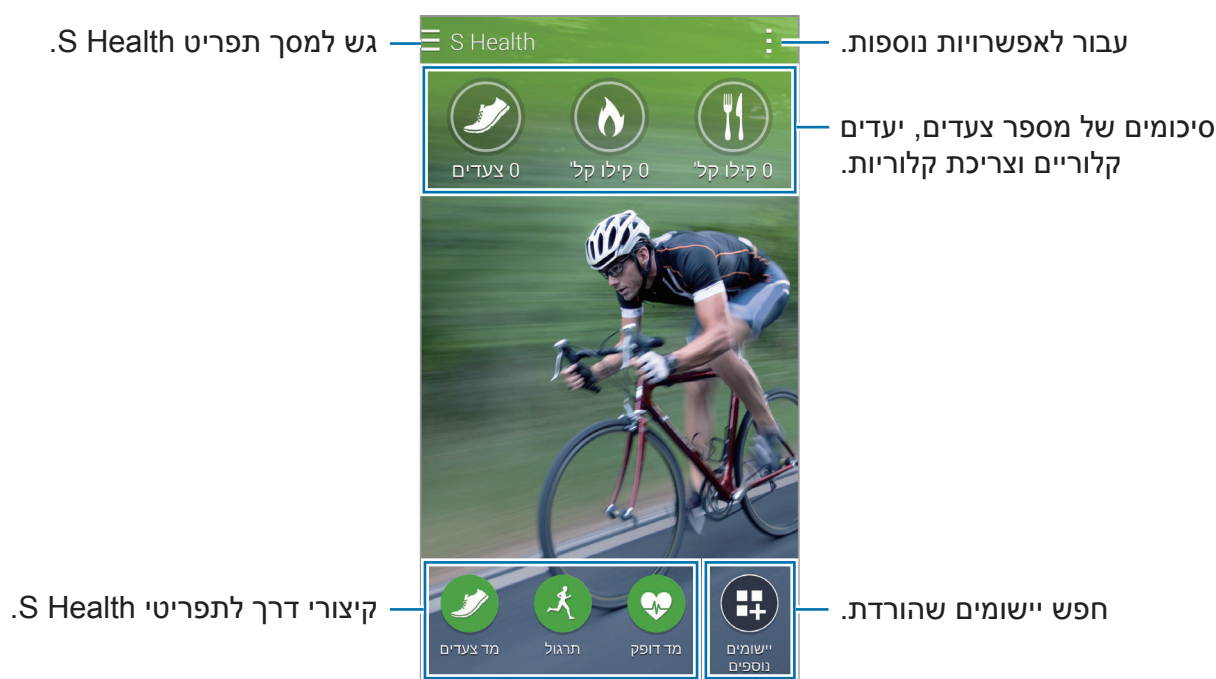 גש למסך תפריט S Health.
S Health
עבור לאפשרויות נוספות.
סיכומים של מספר צעדים, יעדים
קלוריים וצריכת קלוריות.
0 צעדים
0 קילו קל'
0 קילו קל'
קיצורי דרך לתפריטי S Health.
מד צעדים
תרגול
מד דופק
יישומים
נוספים
חפש יישומים שהורדת.